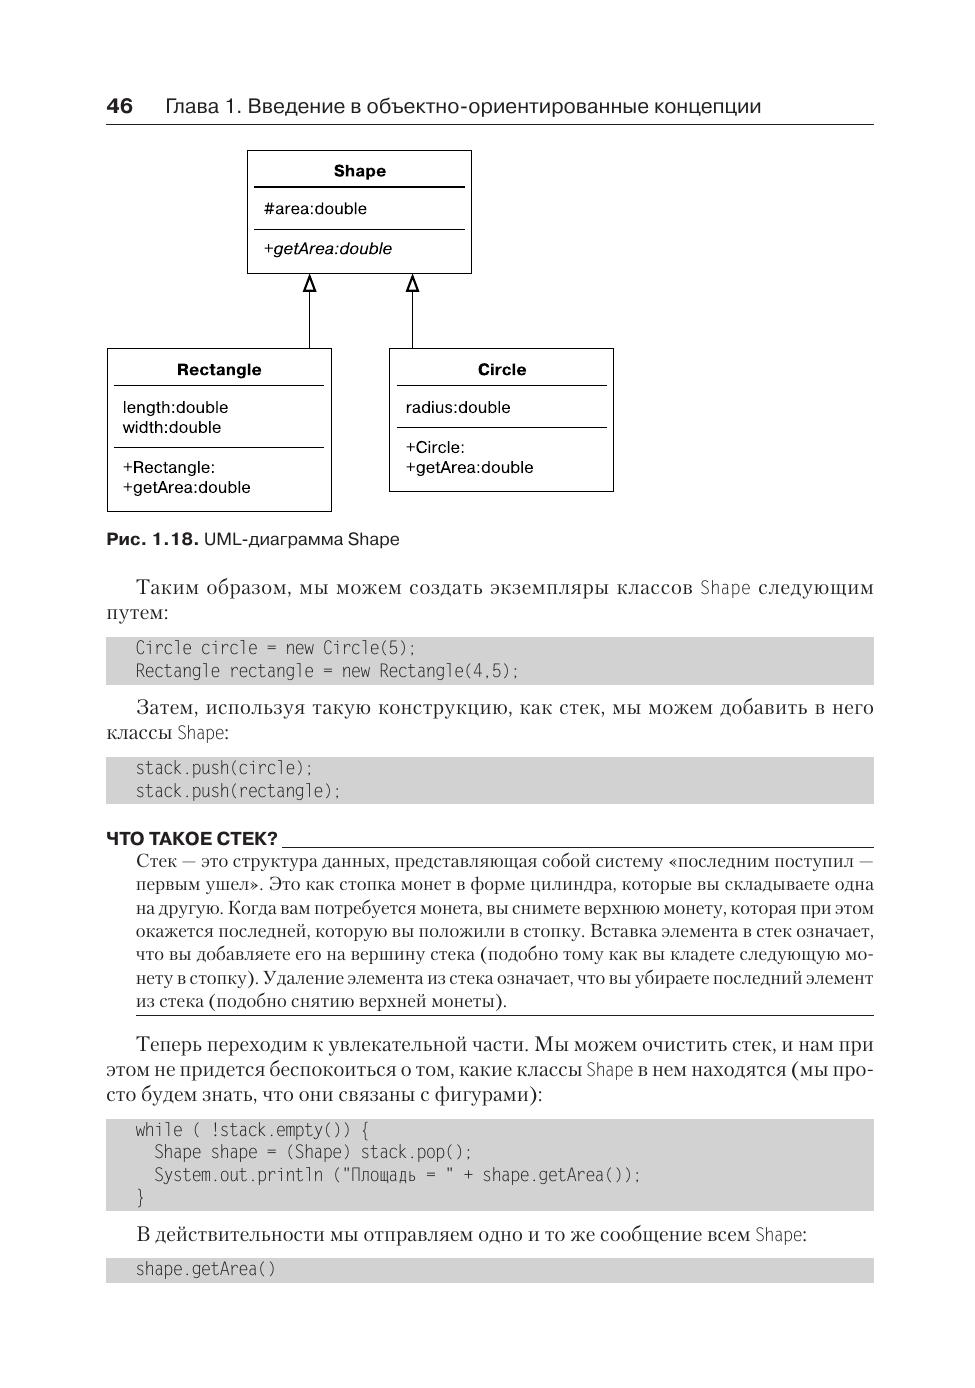 46 Глава 1. Введение в объектно-ориентированные концепции
Shape
#area:double
+getArea:double
Rectangle
length:double
width:double
+Rectangle:
+getArea:double
Circle
radius:double
+Circle:
+getArea:double
Рис. 1.18. UML-диаграмма Shape
Таким образом, мы можем создать экземпляры классов Shape следующим
путем:
Circle circle = new Circle(5);
Rectangle rectangle = new Rectangle(4,5);
Затем, используя такую конструкцию, как стек, мы можем добавить в него
классы Shape:
stack.push(circle);
stack.push(rectangle);
ЧТО ТАКОЕ СТЕК?
Стек — это структура данных, представляющая собой систему «последним поступил —
первым ушел». Это как стопка монет в форме цилиндра, которые вы складываете одна
на другую. Когда вам потребуется монета, вы снимете верхнюю монету, которая при этом
окажется последней, которую вы положили в стопку. Вставка элемента в стек означает,
что вы добавляете его на вершину стека (подобно тому как вы кладете следующую мо-
нету в стопку). Удаление элемента из стека означает, что вы убираете последний элемент
из стека (подобно снятию верхней монеты).
Теперь переходим к увлекательной части. Мы можем очистить стек, и нам при
этом не придется беспокоиться о том, какие классы Shape в нем находятся (мы про-
сто будем знать, что они связаны с фигурами):
while ( !stack.empty()) {
Shape shape = (Shape) stack.pop();
System.out.println ("Площадь = " + shape.getArea());
}
В действительности мы отправляем одно и то же сообщение всем Shape:
shape.getArea()